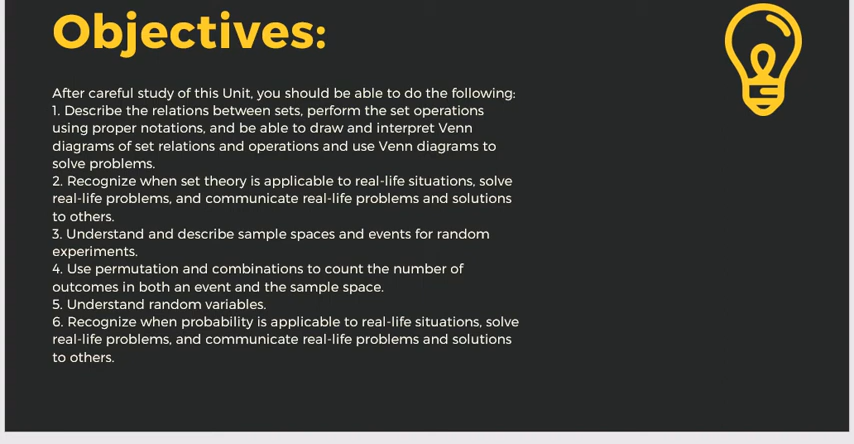 Objectives:
After careful study of this Unit, you should be able to do the following:
1. Describe the relations between sets, perform the set operations
using proper notations, and be able to draw and interpret Venn
diagrams of set relations and operations and use Venn diagrams to
solve problems.
2. Recognize when set theory is applicable to real-life situations, solve
real-life problems, and communicate real-life problems and solutions
to others.
3. Understand and describe sample spaces and events for random
experiments.
4. Use permutation and combinations to count the number of
outcomes in both an event and the sample space.
5. Understand random variables.
6. Recognize when probability is applicable to real-life situations, solve
real-life problems, and communicate real-life problems and solutions
to others.